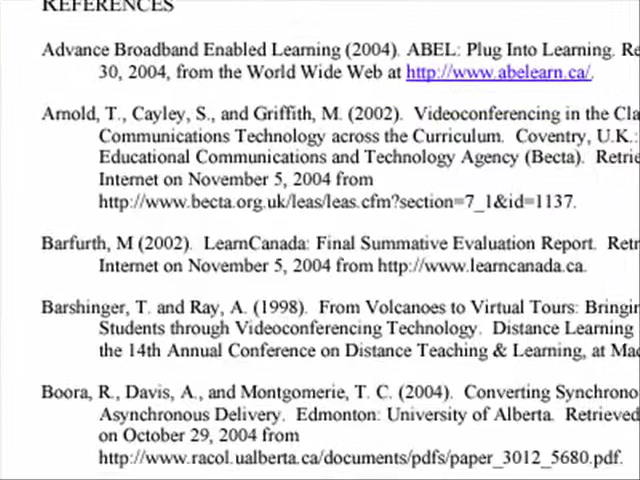 REFERENCES
Advance Broadband Enabled Learning (2004). ABEL: Plug Into Learning. Re
30, 2004, from the World Wide Web at http://www.abelearn.ca/.
Arnold, T., Cayley, S., and Griffith, M. (2002). Videoconferencing in the Cla
Communications Technology across the Curriculum. Coventry, U.K.:
Educational Communications and Technology Agency (Becta). Retrie
Internet on November 5, 2004 from
http://www.becta.org.uk/leas/leas.cfm?section=7_1&id=1137.
Barfurth, M (2002). LearnCanada: Final Summative Evaluation Report. Retr
Internet on November 5, 2004 from http://www.learncanada.ca.
Barshinger, T. and Ray, A. (1998). From Volcanoes to Virtual Tours: Bringin
Students through Videoconferencing Technology. Distance Learning
the 14th Annual Conference on Distance Teaching & Learning, at Mad
Boora, R., Davis, A., and Montgomerie, T. C. (2004). Converting Synchrono
Asynchronous Delivery. Edmonton: University of Alberta. Retrieved
on October 29, 2004 from
http://www.racol.ualberta.ca/documents/pdfs/paper_3012_5680.pdf.